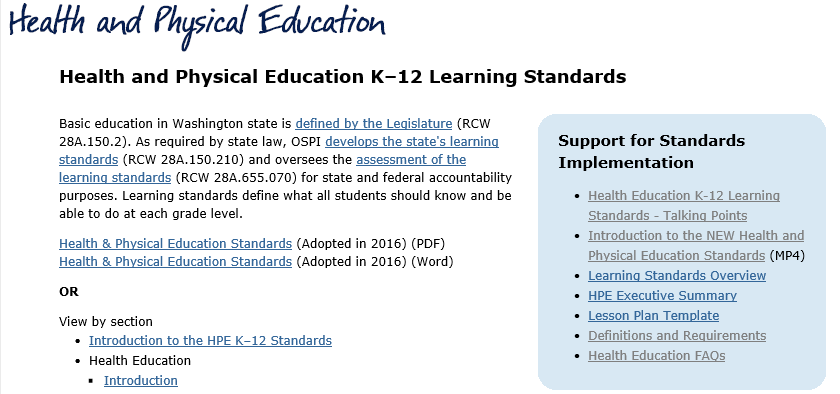 Health and Physical Education
Health and Physical Education K–12 Learning Standards
Basic education in Washington state is defined by the Legislature (RCW
28A.150.2). As required by state law, OSPI develops the state's learning
standards (RCW 28A.150.210) and oversees the assessment of the
learning standards (RCW 28A.655.070) for state and federal accountability
purposes. Learning standards define what all students should know and be
able to do at each grade level.
Health & Physical Education Standards (Adopted in 2016) (PDF)
Health & Physical Education Standards (Adopted in 2016) (Word)
OR
View by section
• Introduction to the HPE K–12 Standards
• Health Education
▪ Introduction
Support for Standards
Implementation
• Health Education K-12 Learning
Standards - Talking Points
• Introduction to the NEW Health and
Physical Education Standards (MP4)
• Learning Standards Overview
• HPE Executive Summary
• Lesson Plan Template
• Definitions and Requirements
• Health Education FAQs